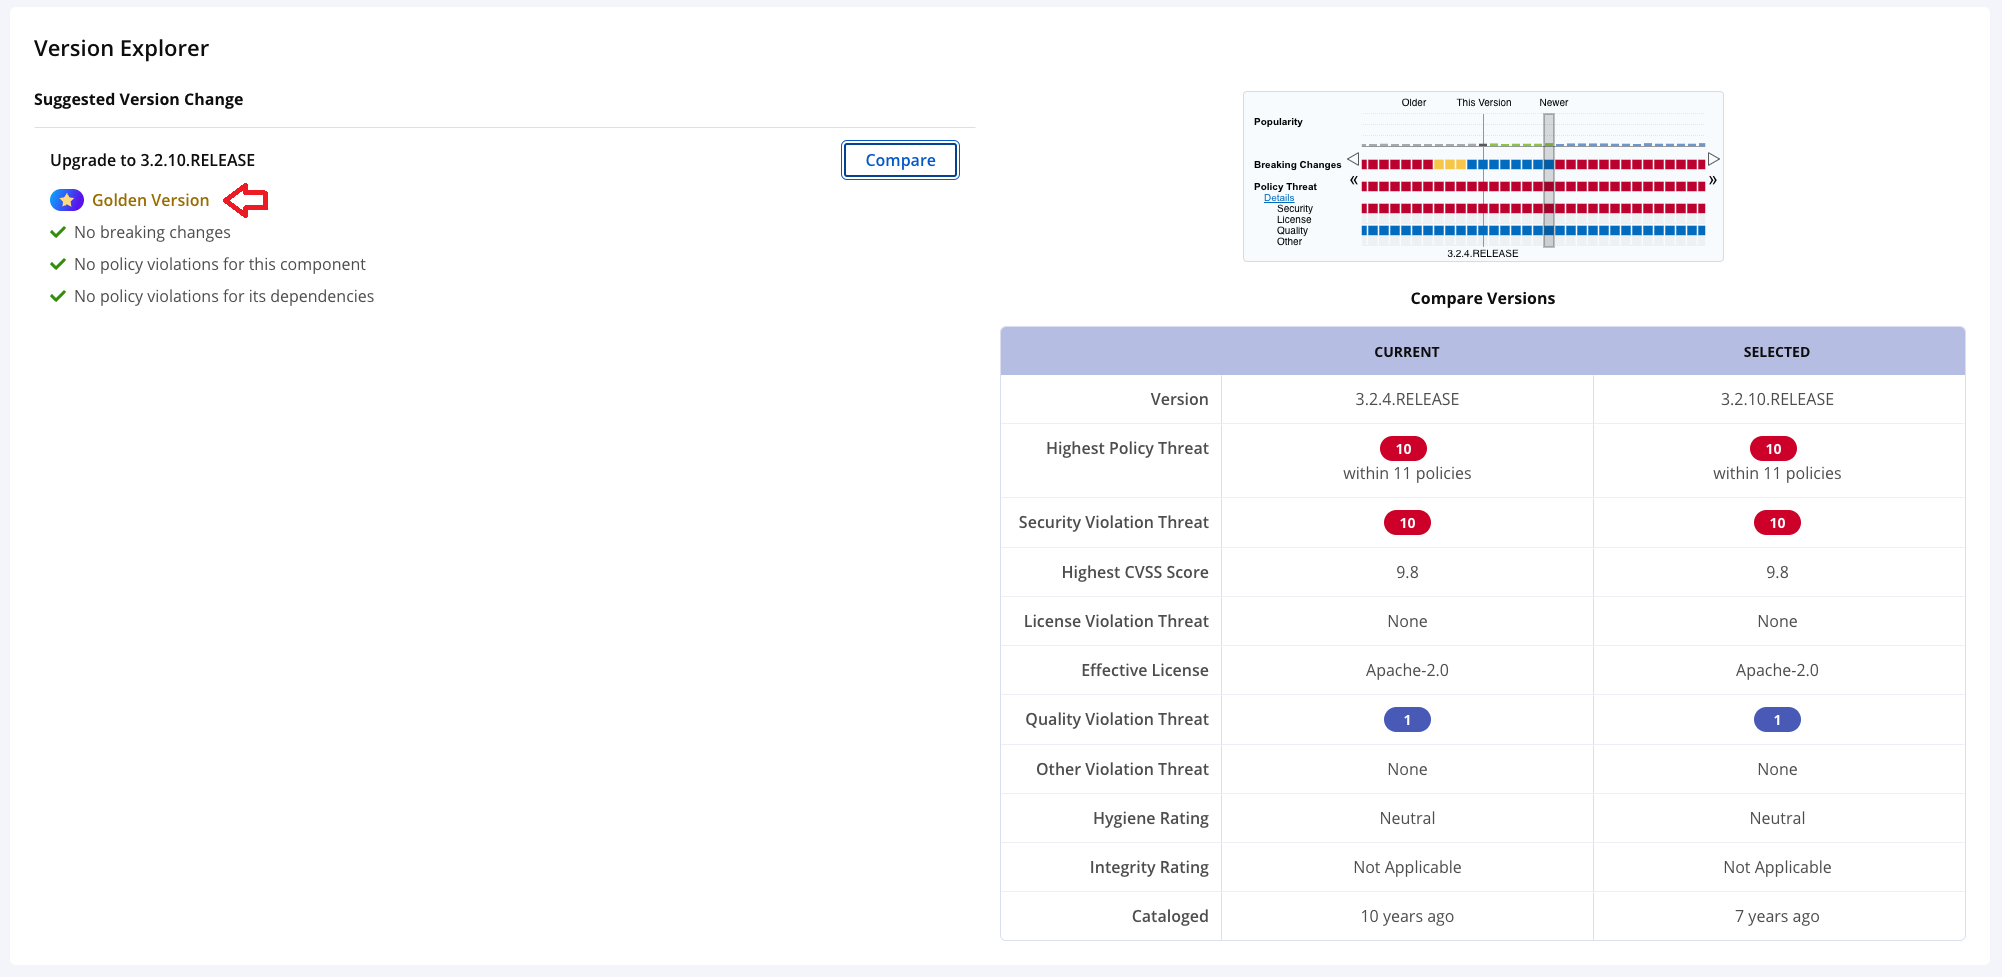 Version Explorer
Suggested Version Change
Upgrade to 3.2.10.RELEASE
Compare
Golden Version
No breaking changes
No policy violations for this component
No policy violations for its dependencies
Older This Version Newer
Popularity
Breaking Changes
Policy Threat
Details
Security
License
Quality
Other
3.2.4.RELEASE
Compare Versions
CURRENT SELECTED
Version 3.2.4.RELEASE 3.2.10.RELEASE
Highest Policy Threat 10 10
within 11 policies within 11 policies
Security Violation Threat 10 10
Highest CVSS Score 9.8 9.8
License Violation Threat None None
Effective License Apache-2.0 Apache-2.0
Quality Violation Threat 1 1
Other Violation Threat None None
Hygiene Rating Neutral Neutral
Integrity Rating Not Applicable Not Applicable
Cataloged 10 years ago 7 years ago